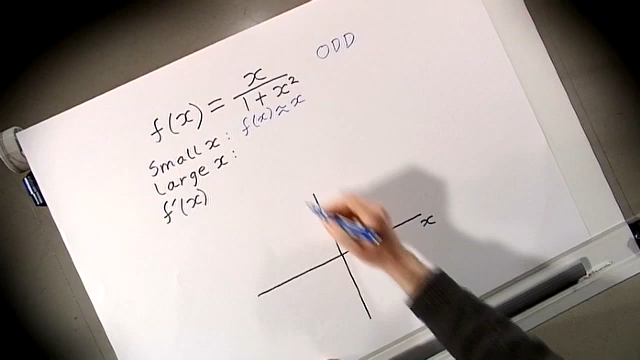 ODD
f(x) = x / (1 + x²)
Small x : f(x) ≈ x
Large x :
f'(x)
x